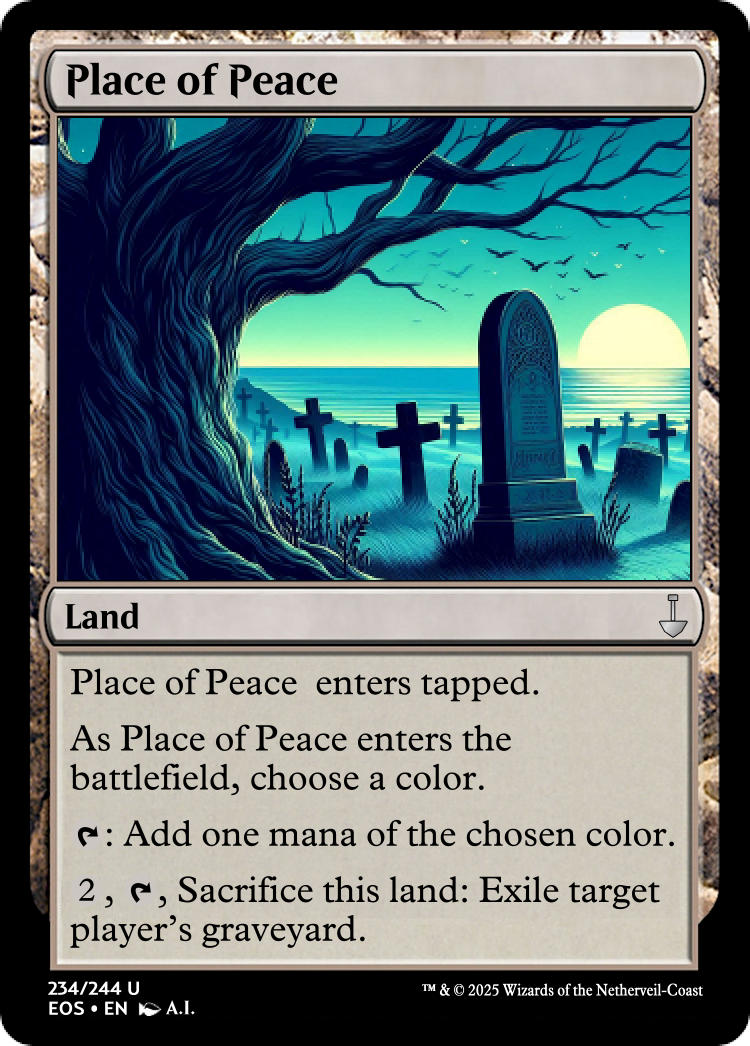 Place of Peace
Land
Place of Peace enters tapped.
As Place of Peace enters the
battlefield, choose a color.
: Add one mana of the chosen color.
2 , , Sacrifice this land: Exile target
player's graveyard.
234/244 U
™ & © 2025 Wizards of the Netherveil-Coast
EOS • EN A.I.